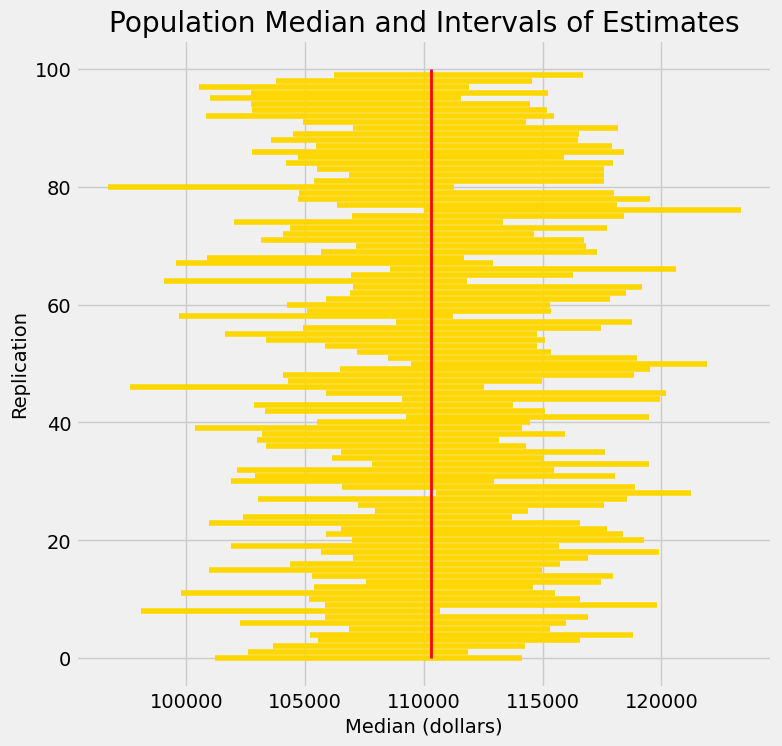 Population Median and Intervals of Estimates
100
80
60
40
20
0
Replication
100000 105000 110000 115000 120000
Median (dollars)